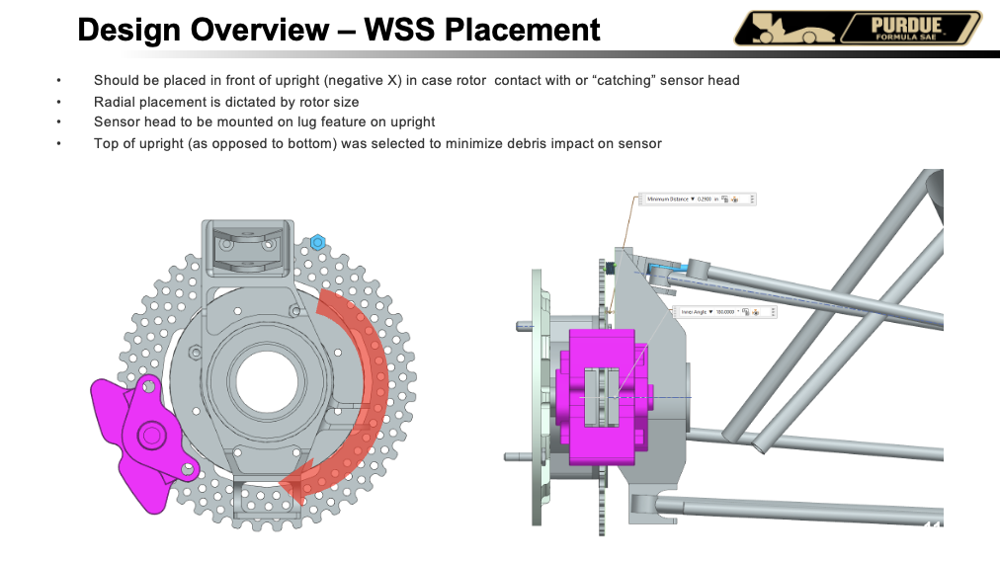 Design Overview – WSS Placement
PURDUE
FORMULA SAE
• Should be placed in front of upright (negative X) in case rotor  contact with or “catching” sensor head
• Radial placement is dictated by rotor size
• Sensor head to be mounted on lug feature on upright
• Top of upright (as opposed to bottom) was selected to minimize debris impact on sensor
Minimum Distance ▼ 0.2900 in
Inner Angle ▼ 180.0000 °